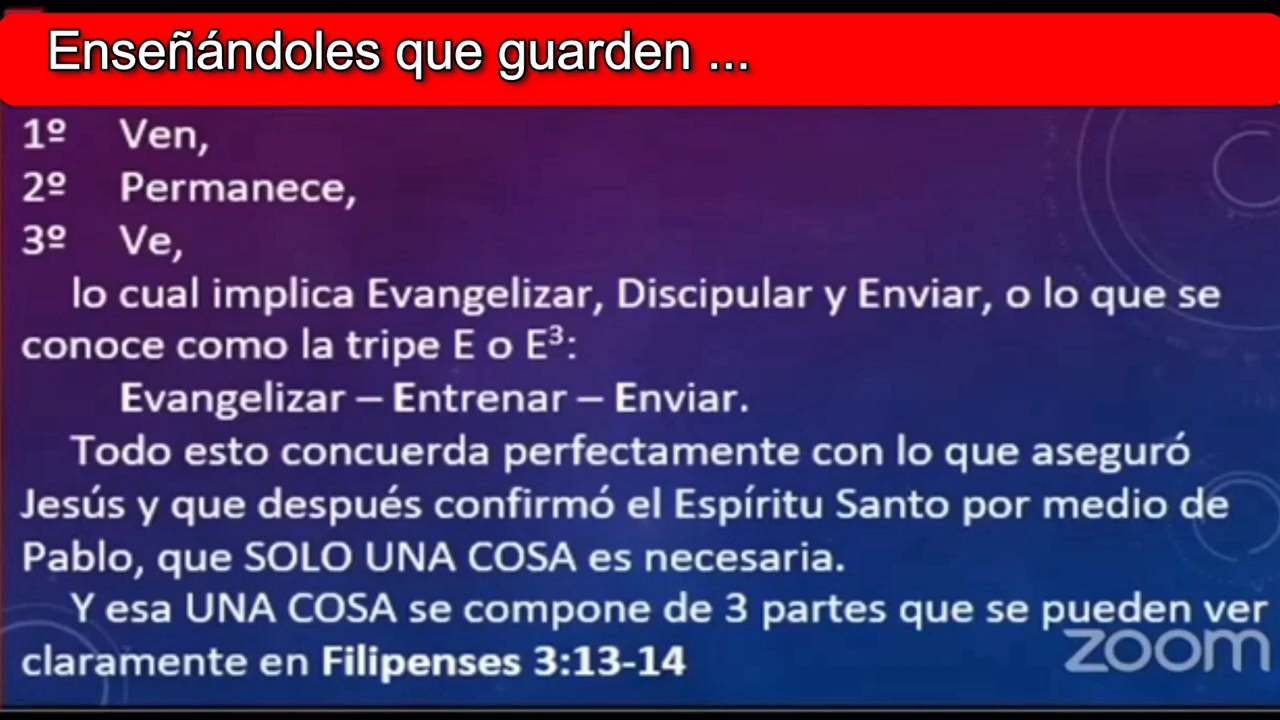 Enseñándoles que guarden ...
1º Ven,
2º Permanece,
3º Ve,
lo cual implica Evangelizar, Discipular y Enviar, o lo que se
conoce como la tripe E o E³:
Evangelizar – Entrenar – Enviar.
Todo esto concuerda perfectamente con lo que aseguró
Jesús y que después confirmó el Espíritu Santo por medio de
Pablo, que SOLO UNA COSA es necesaria.
Y esa UNA COSA se compone de 3 partes que se pueden ver
claramente en Filipenses 3:13-14
zoom